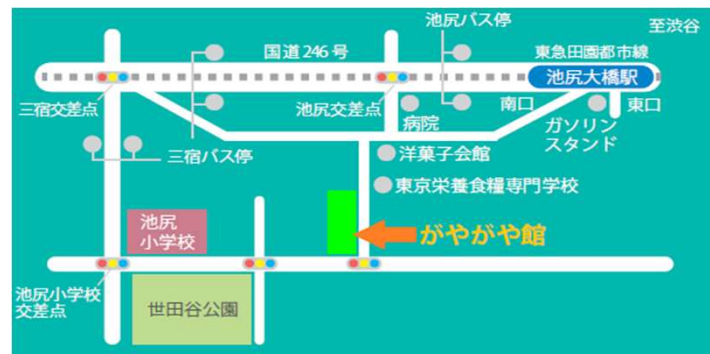 池尻バス停
至渋谷
国道246号
東急田園都市線
池尻大橋駅
三宿交差点
池尻交差点
南口
東口
病院
ガソリン
スタンド
三宿バス停
洋菓子会館
東京栄養食糧専門学校
池尻
小学校
がやがや館
池尻小学校
交差点
世田谷公園